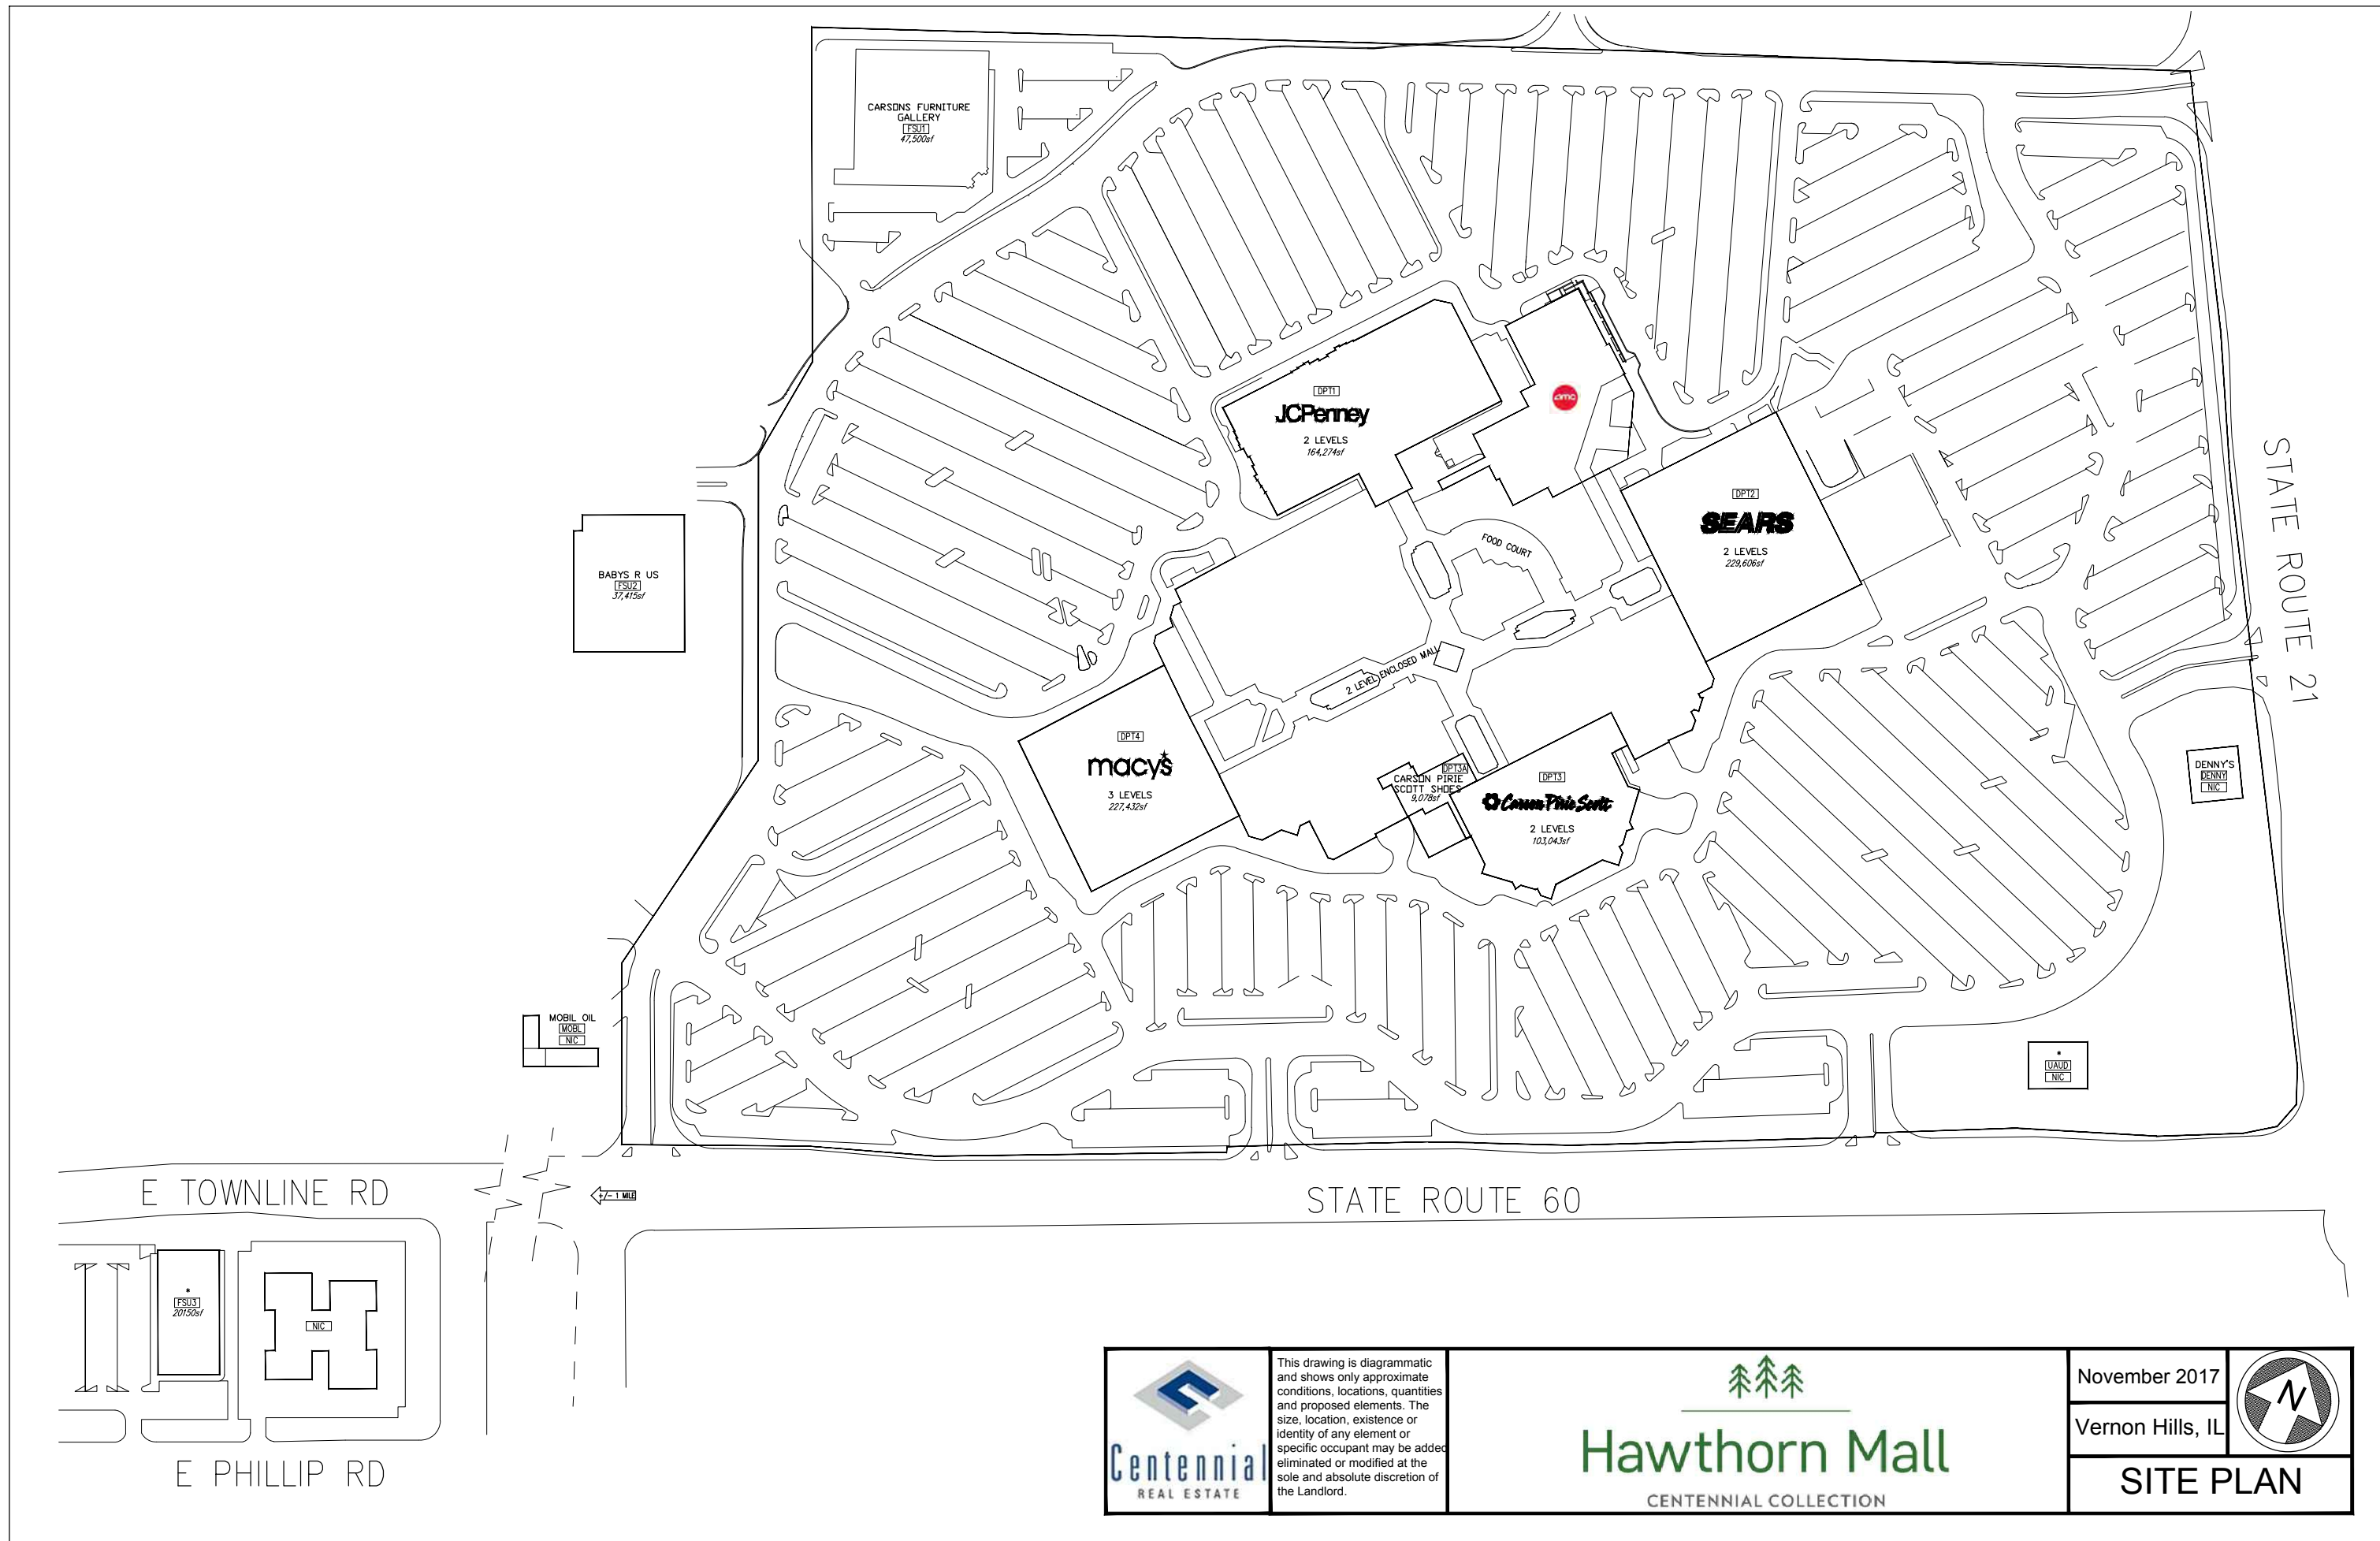 CARSONS FURNITURE
GALLERY
FSU1
47,500sf
DPT1
JCPenney
2 LEVELS
164,274sf
amc
DPT2
SEARS
2 LEVELS
229,606sf
FOOD COURT
STATE ROUTE 21
BABYS R US
FSU2
37,415sf
2 LEVEL ENCLOSED MALL
DPT4
macy's
3 LEVELS
227,432sf
DPT3A
CARSON PIRIE
SCOTT SHOES
9,078sf
DPT3
Carson Pirie Scott
2 LEVELS
103,043sf
DENNY'S
DENNY
NIC
MOBIL OIL
MOBL
NIC
*
UAUD
NIC
E TOWNLINE RD
+/- 1 MILE
STATE ROUTE 60
*
FSU3
20150sf
NIC
E PHILLIP RD
Centennial
REAL ESTATE
This drawing is diagrammatic
and shows only approximate
conditions, locations, quantities
and proposed elements. The
size, location, existence or
identity of any element or
specific occupant may be added
eliminated or modified at the
sole and absolute discretion of
the Landlord.
Hawthorn Mall
CENTENNIAL COLLECTION
November 2017
Vernon Hills, IL
N
SITE PLAN